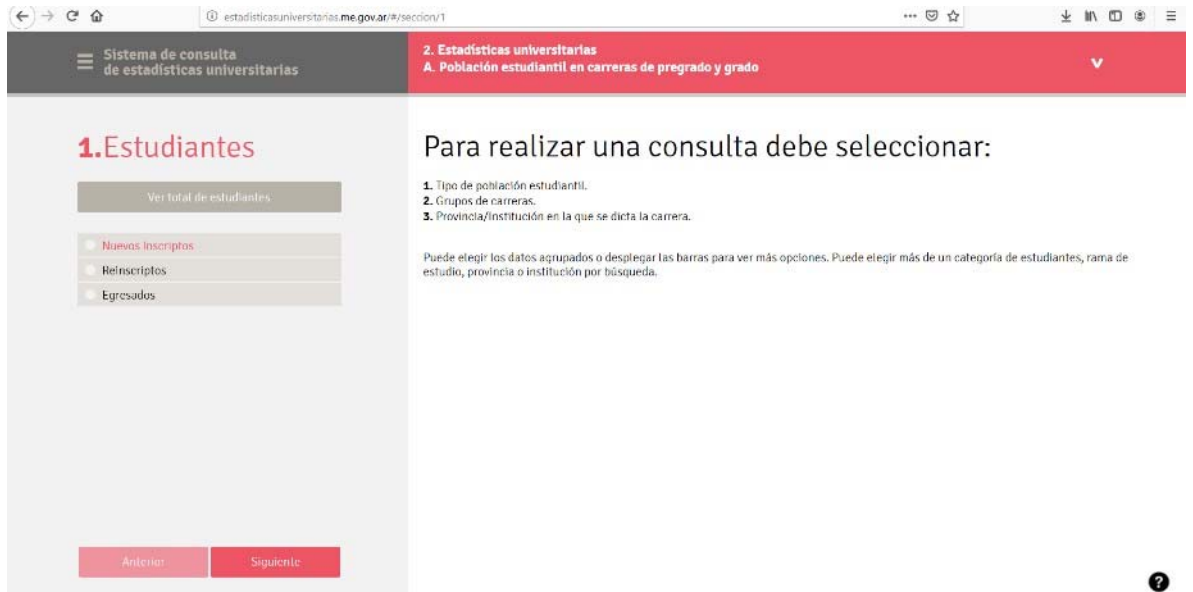 estadisticasuniversitarias.me.gov.ar/#/seccion/1
Sistema de consulta
de estadísticas universitarias
2. Estadísticas universitarias
A. Población estudiantil en carreras de pregrado y grado
1.Estudiantes
Ver total de estudiantes
Nuevos Inscriptos
Reinscriptos
Egresados
Anterior
Siguiente
Para realizar una consulta debe seleccionar:
1. Tipo de población estudiantil.
2. Grupos de carreras.
3. Provincia/Institución en la que se dicta la carrera.
Puede elegir los datos agrupados o desplegar las barras para ver más opciones. Puede elegir más de un categoría de estudiantes, rama de
estudio, provincia o institución por búsqueda.
?